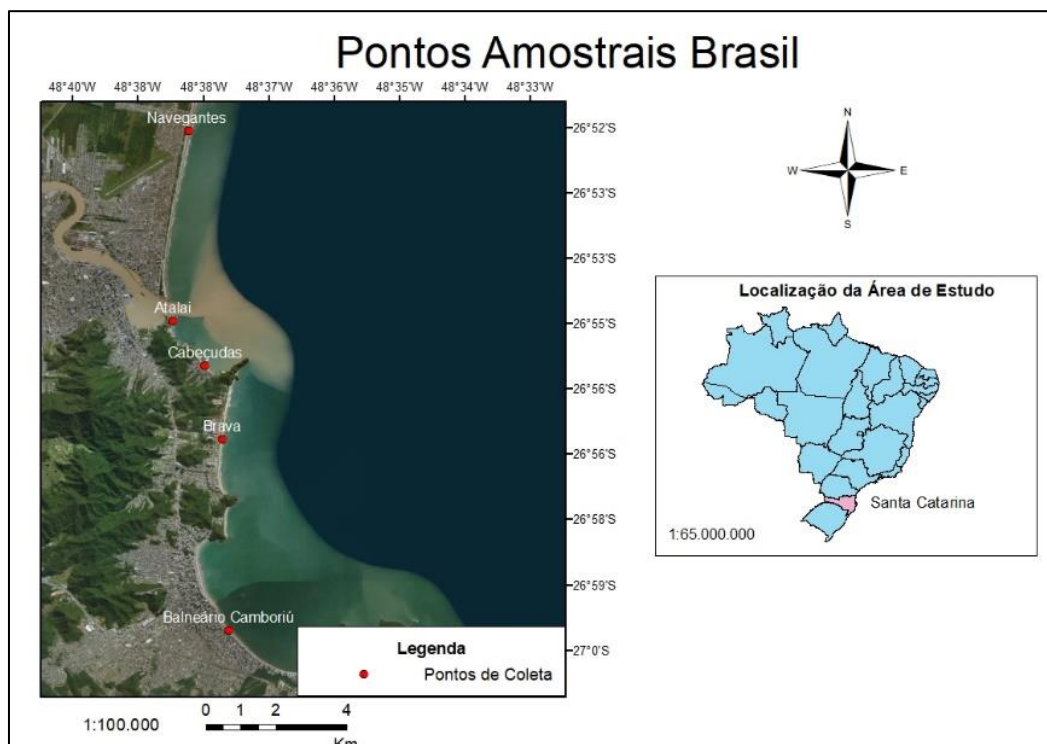 Pontos Amostrais Brasil
48°40'W 48°38'W 48°38'W 48°37'W 48°36'W 48°35'W 48°34'W 48°33'W
Navegantes
26°52'S
26°53'S
26°53'S
Atalai
26°55'S
Cabeçudas
26°56'S
Brava
26°56'S
26°58'S
26°59'S
Balneário Camboriú
27°0'S
Legenda
Pontos de Coleta
1:100.000
0 1 2 4
Km
N
W E
S
Localização da Área de Estudo
Santa Catarina
1:65.000.000